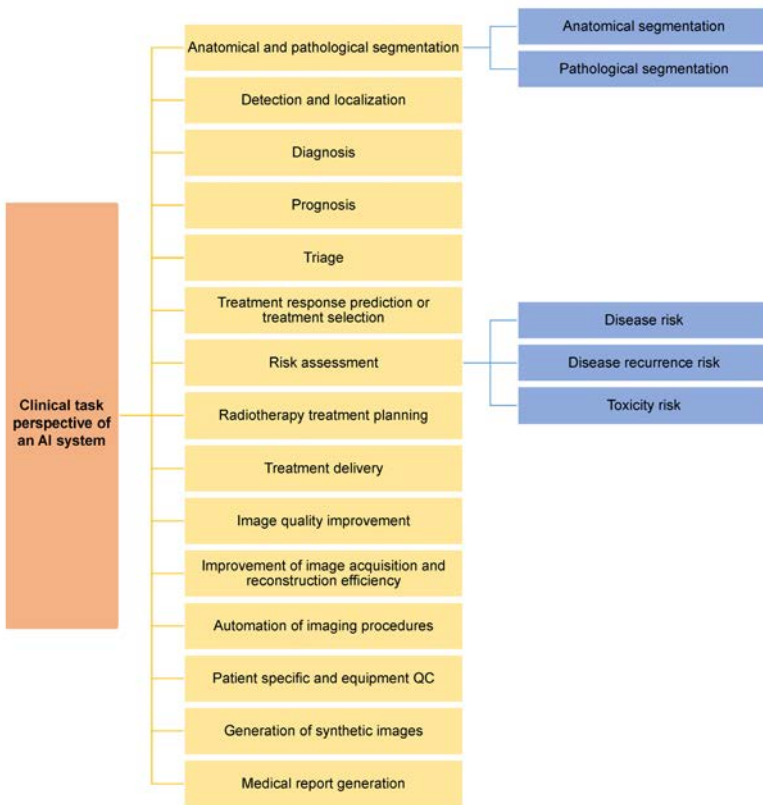 Clinical task
perspective of
an AI system
Anatomical and pathological segmentation
Anatomical segmentation
Pathological segmentation
Detection and localization
Diagnosis
Prognosis
Triage
Treatment response prediction or
treatment selection
Risk assessment
Disease risk
Disease recurrence risk
Toxicity risk
Radiotherapy treatment planning
Treatment delivery
Image quality improvement
Improvement of image acquisition and
reconstruction efficiency
Automation of imaging procedures
Patient specific and equipment QC
Generation of synthetic images
Medical report generation